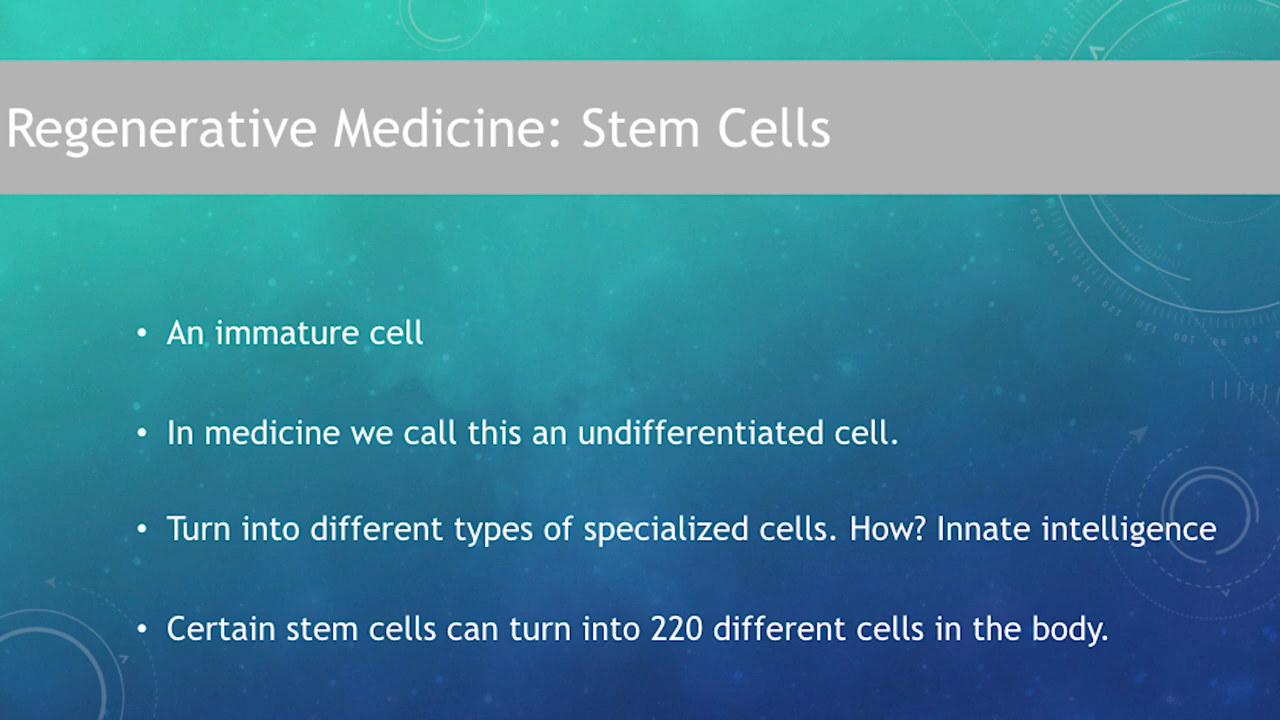 Regenerative Medicine: Stem Cells
• An immature cell
• In medicine we call this an undifferentiated cell.
• Turn into different types of specialized cells. How? Innate intelligence
• Certain stem cells can turn into 220 different cells in the body.